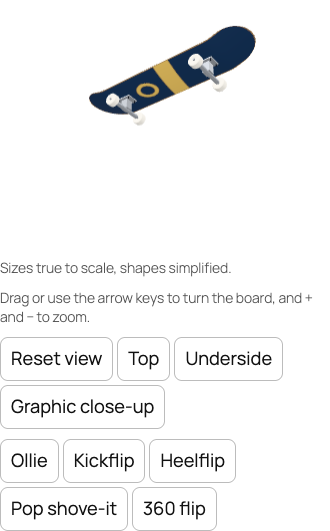 Sizes true to scale, shapes simplified.
Drag or use the arrow keys to turn the board, and +
and − to zoom.
Reset view
Top
Underside
Graphic close-up
Ollie
Kickflip
Heelflip
Pop shove-it
360 flip